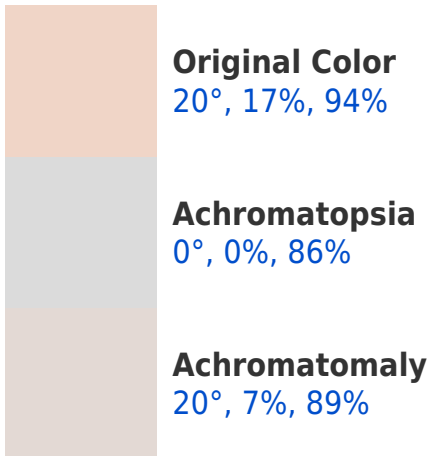 Original Color
20°, 17%, 94%
Achromatopsia
0°, 0%, 86%
Achromatomaly
20°, 7%, 89%